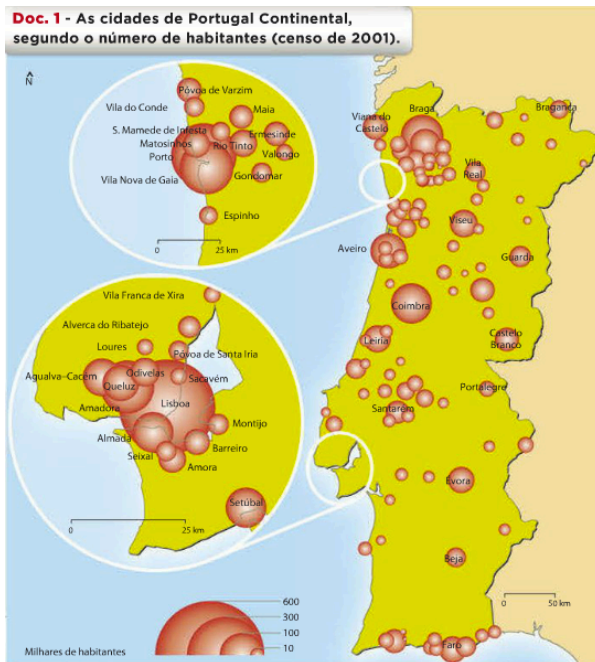 Doc. 1 - As cidades de Portugal Continental,
segundo o número de habitantes (censo de 2001).
N
Póvoa de Varzim
Vila do Conde
Maia
S. Mamede de Infesta
Ermesinde
Matosinhos
Rio Tinto
Porto
Valongo
Gondomar
Vila Nova de Gaia
Espinho
0
25 km
Braga
Bragança
Viana do
Castelo
Vila
Real
Viseu
Aveiro
Guarda
Coimbra
Leiria
Castelo
Branco
Portalegre
Santarém
Évora
Beja
Faro
0
50 km
Vila Franca de Xira
Alverca do Ribatejo
Loures
Póvoa de Santa Iria
Odivelas
Sacavém
Agualva-Cacém
Queluz
Lisboa
Amadora
Montijo
Almada
Barreiro
Seixal
Amora
Setúbal
0
25 km
600
300
100
10
Milhares de habitantes